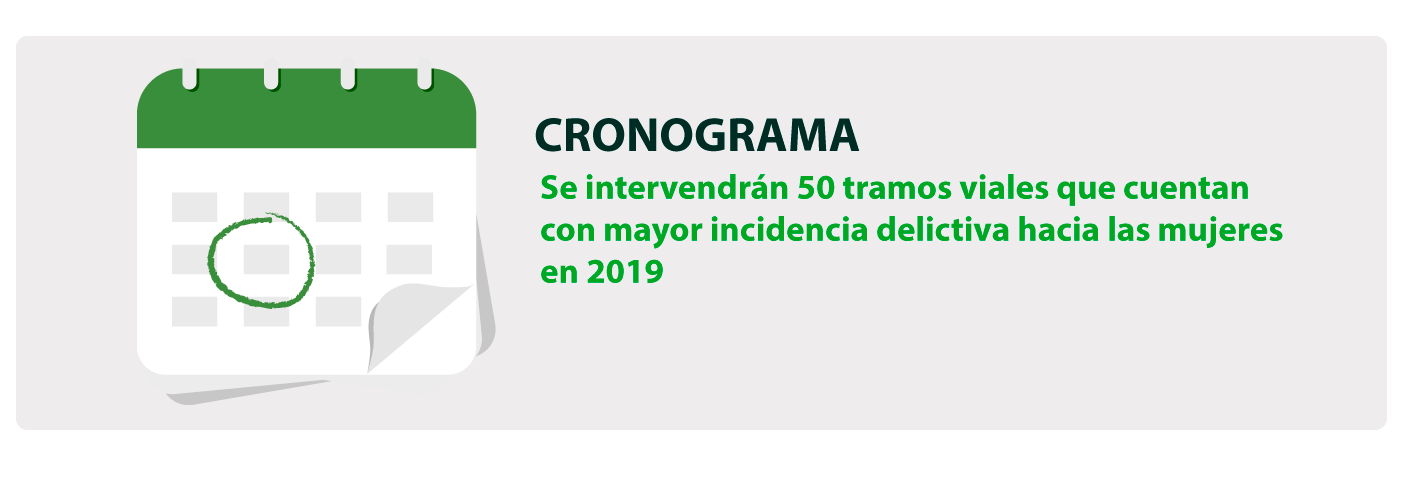 CRONOGRAMA
Se intervendrán 50 tramos viales que cuentan
con mayor incidencia delictiva hacia las mujeres
en 2019